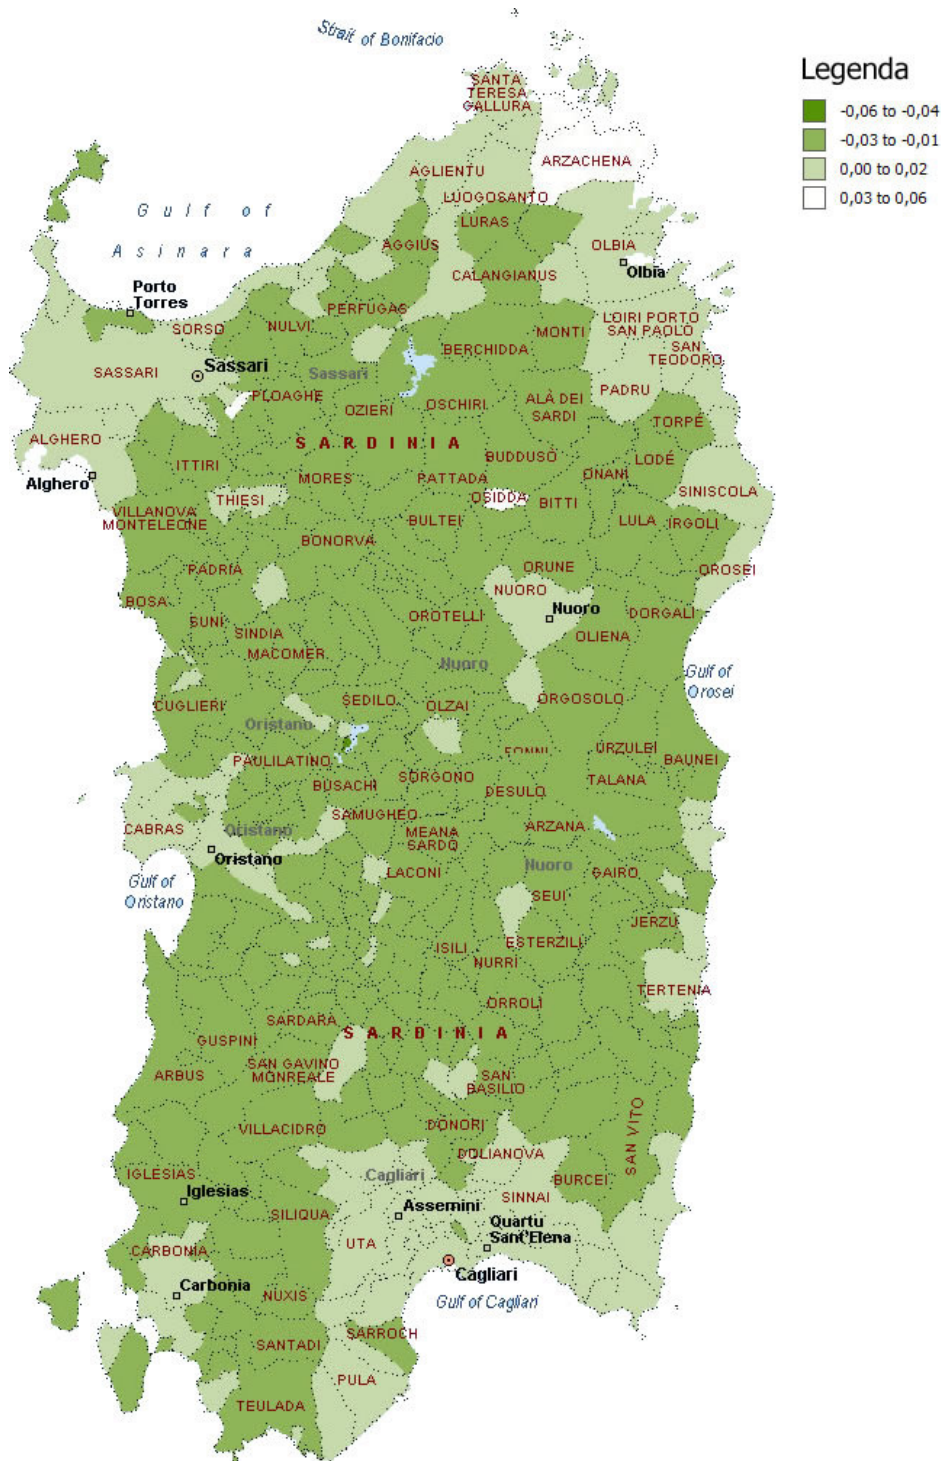 Strait of Bonifacio
Legenda
-0,06 to -0,04
-0,03 to -0,01
0,00 to 0,02
0,03 to 0,06
SANTA
TERESA
GALLURA
ARZACHENA
AGLIENTU
LUOGOSANTO
Gulf of
Asinara
LURAS
AGGIUS
OLBIA
Olbia
CALANGIANUS
Porto
Torres
PERFUGAS
LOIRI PORTO
SAN PAOLO
SORSO
NULVI
MONTI
BERCHIDDA
SAN
TEODORO
SASSARI
Sassari
Sassari
PADRU
PLOAGHE
OZIERI
OSCHIRI
ALÀ DEI
SARDI
TORPÉ
ALGHERO
SARDINIA
BUDDUSÒ
LODÉ
ITTIRI
ONANÌ
Alghero
MORES
PATTADA
SINISCOLA
THIESI
OSIDDA
BITTI
VILLANOVA
MONTELEONE
BULTEI
LULA
IRGOLI
BONORVA
PADRIA
ORUNE
OROSEI
NUORO
BOSA
Nuoro
OROTELLI
DORGALI
SUNI
SINDIA
OLIENA
MACOMER
Nuoro
Gulf of
Orosei
CUGLIERI
SEDILO
OLZAI
ORGOSOLO
Oristano
FONNI
URZULEI
PAULILATINO
BAUNEI
BUSACHI
SORGONO
TALANA
DESULO
SAMUGHEO
CABRAS
Oristano
MEANA
SARDO
ARZANA
Oristano
Nuoro
LACONI
GAIRO
Gulf of
Oristano
SEUI
JERZU
ISILI
ESTERZILI
NURRI
TERTENIA
ORROLI
SARDARA
SARDINIA
GUSPINI
SAN GAVINO
MONREALE
ARBUS
SAN
BASILIO
VILLACIDRO
DONORI
SAN VITO
DOLIANOVA
IGLESIAS
Cagliari
BURCEI
Iglesias
SINNAI
SILIQUA
Assemini
Quartu
Sant'Elena
UTA
CARBONIA
Cagliari
Carbonia
NUXIS
Gulf of Cagliari
SARROCH
SANTADI
PULA
TEULADA